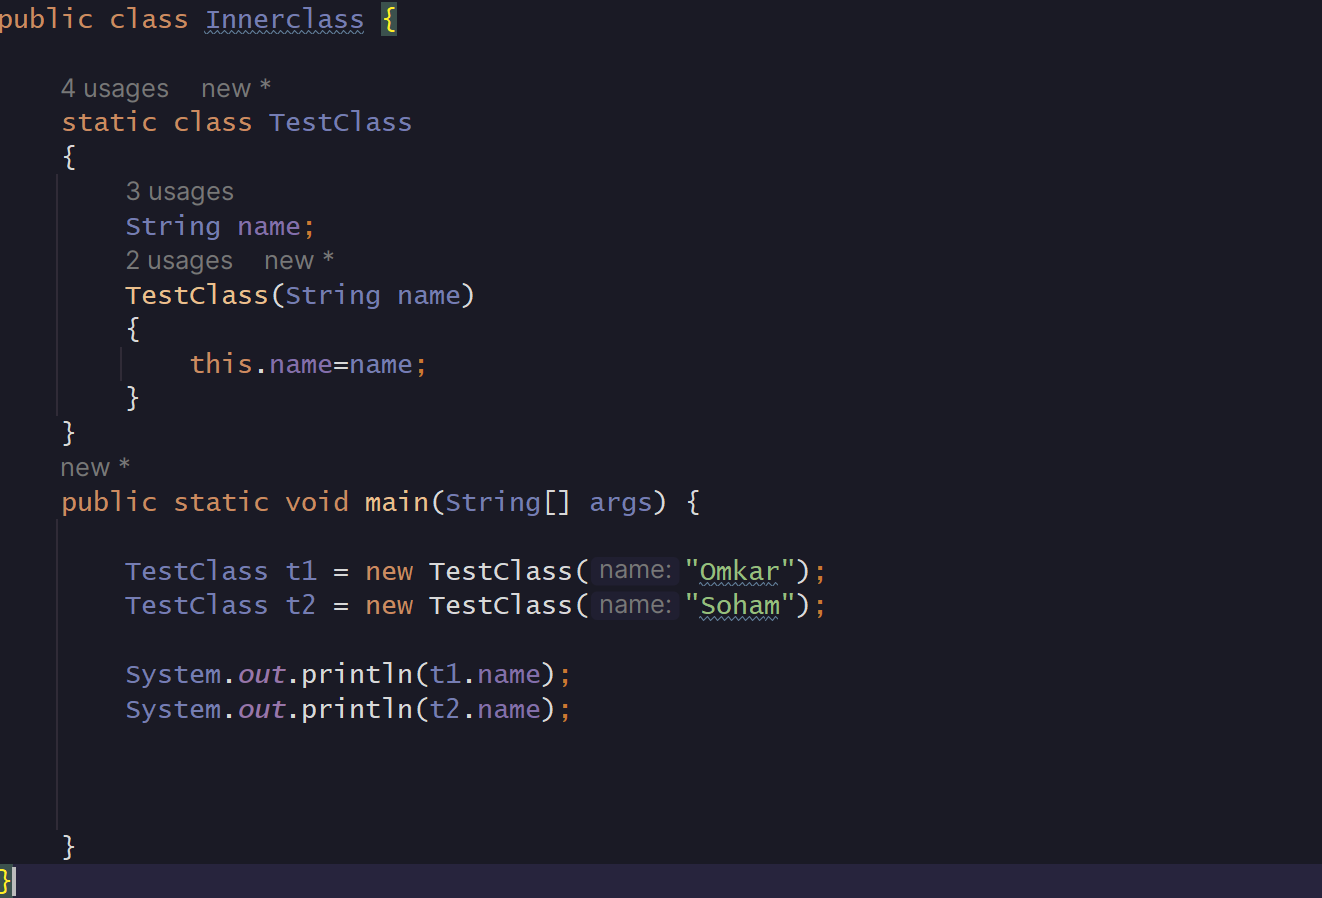 public class Innerclass {
4 usages new *
static class TestClass
{
3 usages
String name;
2 usages new *
TestClass(String name)
{
this.name=name;
}
}
new *
public static void main(String[] args) {
TestClass t1 = new TestClass( name: "Omkar");
TestClass t2 = new TestClass( name: "Soham");
System.out.println(t1.name);
System.out.println(t2.name);
}
}